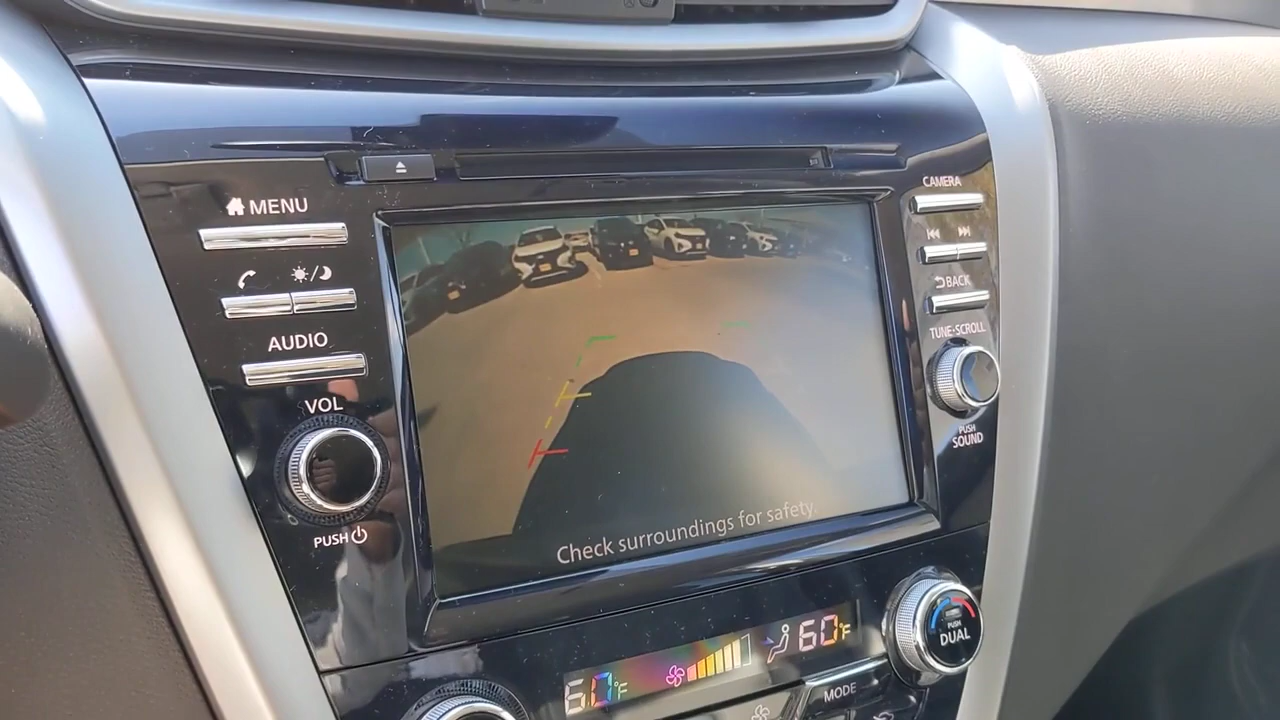 MENU
AUDIO
VOL
PUSH
CAMERA
BACK
TUNE·SCROLL
PUSH
SOUND
Check surroundings for safety.
60°F
60°F
PUSH
DUAL
MODE